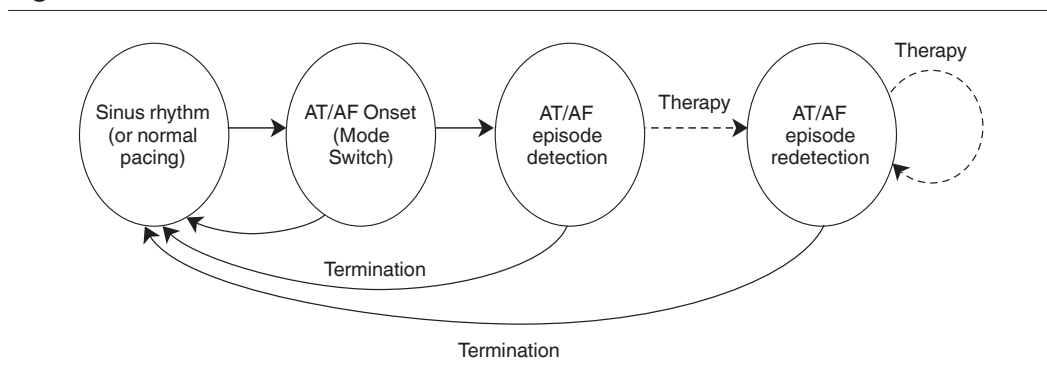 Therapy
Sinus rhythm
(or normal
pacing)
AT/AF Onset
(Mode
Switch)
AT/AF
episode
detection
Therapy
AT/AF
episode
redetection
Termination
Termination